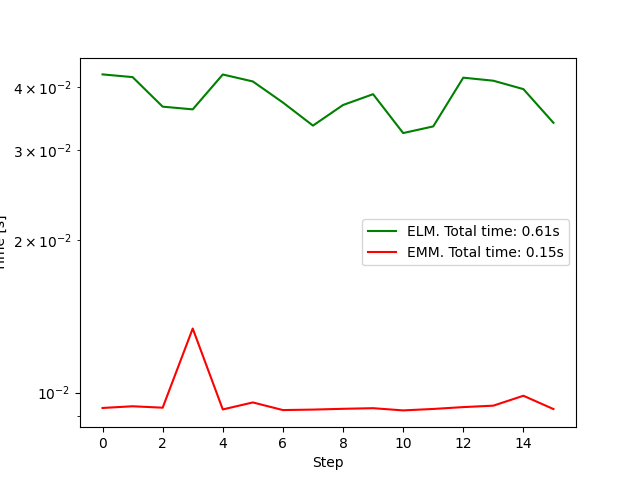 4 × 10⁻²
3 × 10⁻²
2 × 10⁻²
10⁻²
Time [s]
ELM. Total time: 0.61s
EMM. Total time: 0.15s
0 2 4 6 8 10 12 14
Step